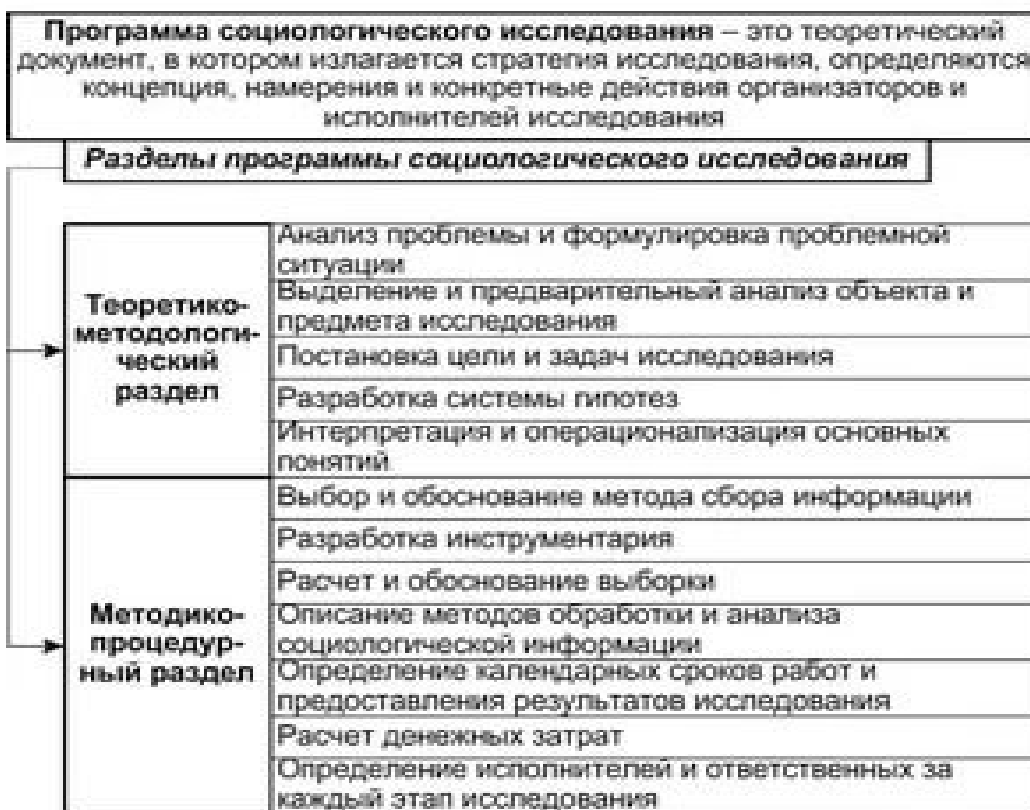 Программа социологического исследования – это теоретический
документ, в котором излагается стратегия исследования, определяются
концепция, намерения и конкретные действия организаторов и
исполнителей исследования
Разделы программы социологического исследования
Теоретико-
методологи-
ческий
раздел
Анализ проблемы и формулировка проблемной
ситуации
Выделение и предварительный анализ объекта и
предмета исследования
Постановка цели и задач исследования
Разработка системы гипотез
Интерпретация и операционализация основных
понятий
Методико-
процедур-
ный раздел
Выбор и обоснование метода сбора информации
Разработка инструментария
Расчет и обоснование выборки
Описание методов обработки и анализа
социологической информации
Определение календарных сроков работ и
предоставления результатов исследования
Расчет денежных затрат
Определение исполнителей и ответственных за
каждый этап исследования